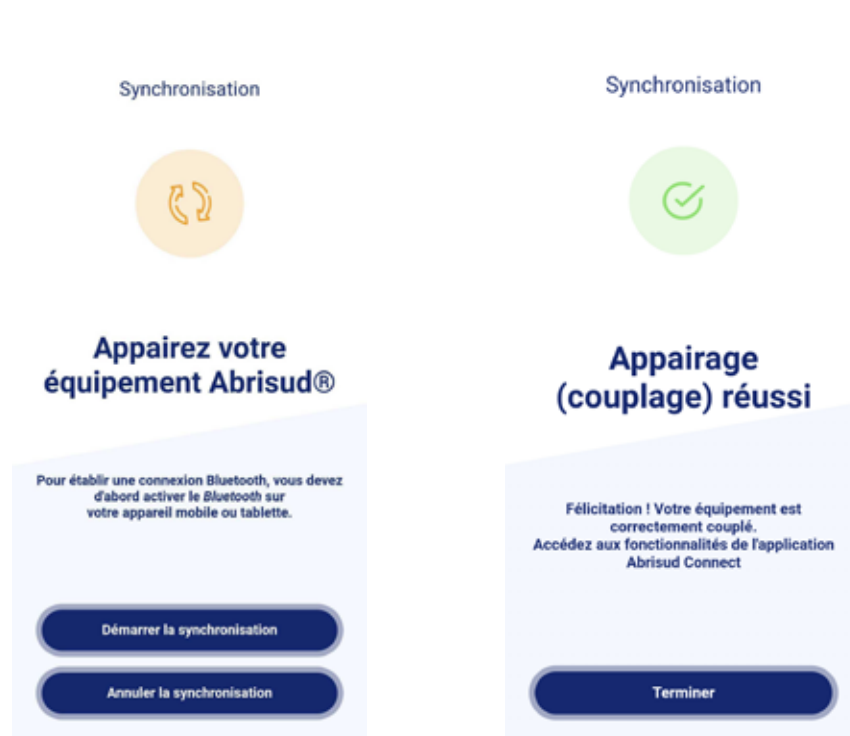 Synchronisation
Appairez votre
équipement Abrisud®
Pour établir une connexion Bluetooth, vous devez
d'abord activer le Bluetooth sur
votre appareil mobile ou tablette.
Démarrer la synchronisation
Annuler la synchronisation
Synchronisation
Appairage
(couplage) réussi
Félicitation ! Votre équipement est
correctement couplé.
Accédez aux fonctionnalités de l'application
Abrisud Connect
Terminer